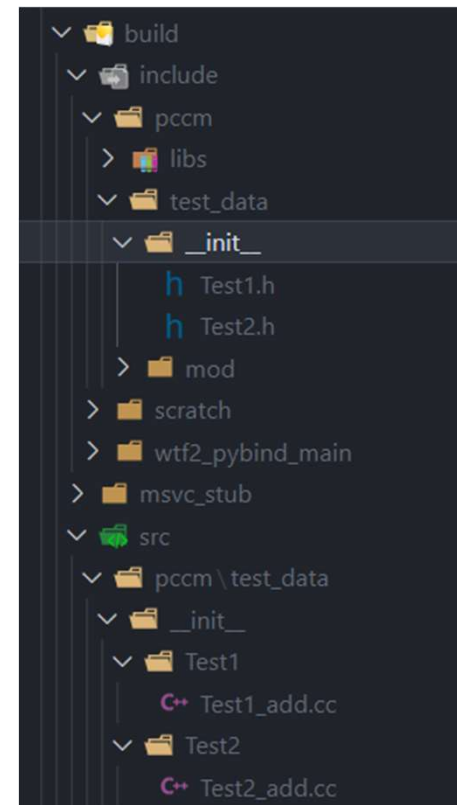 build
include
pccm
libs
test_data
__init__
h Test1.h
h Test2.h
mod
scratch
wtf2_pybind_main
msvc_stub
src
pccm\test_data
__init__
Test1
C++ Test1_add.cc
Test2
C++ Test2_add.cc